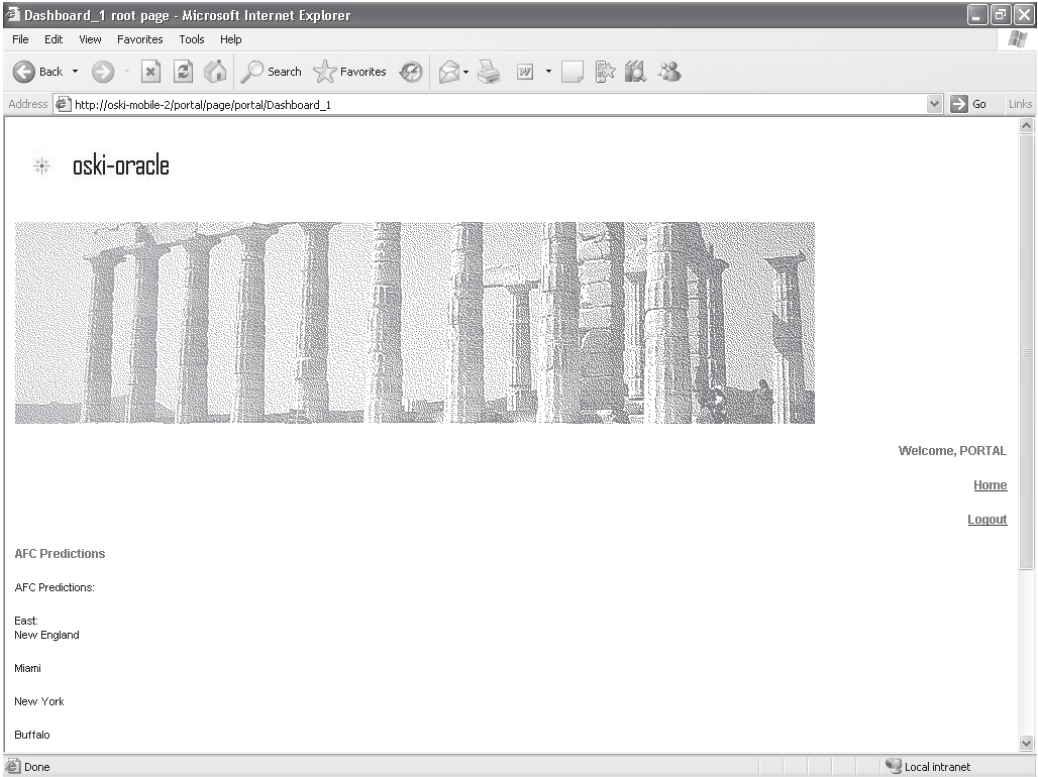 Dashboard_1 root page - Microsoft Internet Explorer
File Edit View Favorites Tools Help
Back Search Favorites
Address http://oski-mobile-2/portal/page/portal/Dashboard_1 Go Links
oski-oracle
Welcome, PORTAL
Home
Logout
AFC Predictions
AFC Predictions:
East:
New England
Miami
New York
Buffalo
Done Local intranet